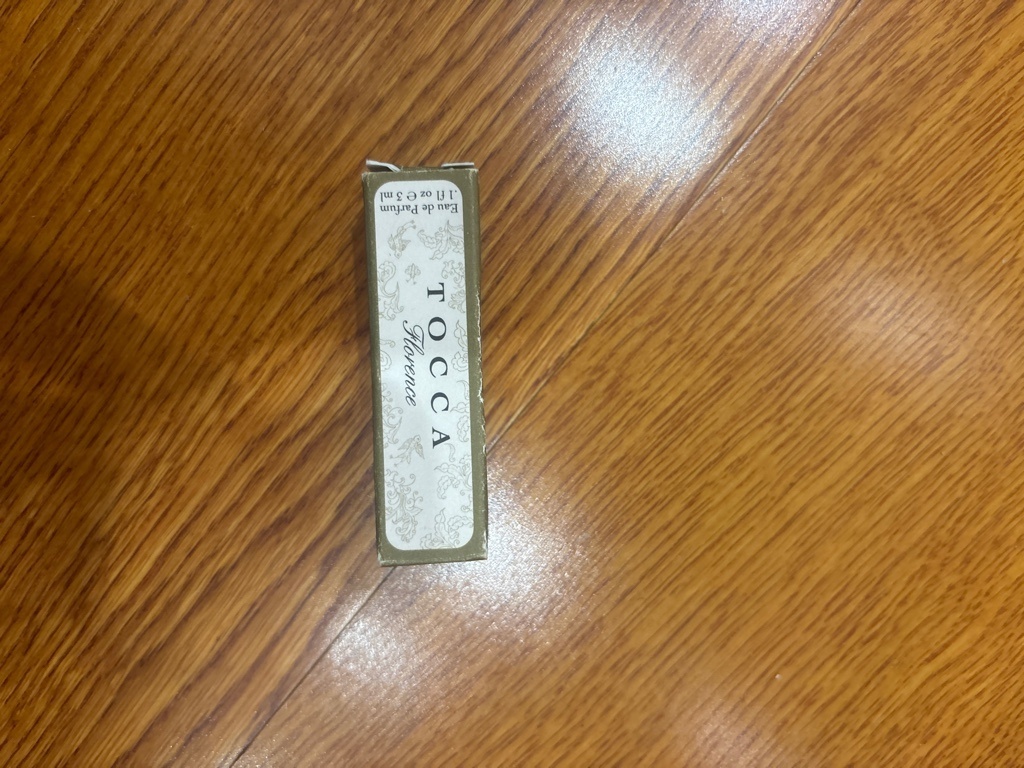 TOCCA
Florence
Eau de Parfum
.1 fl oz ℮ 3 ml